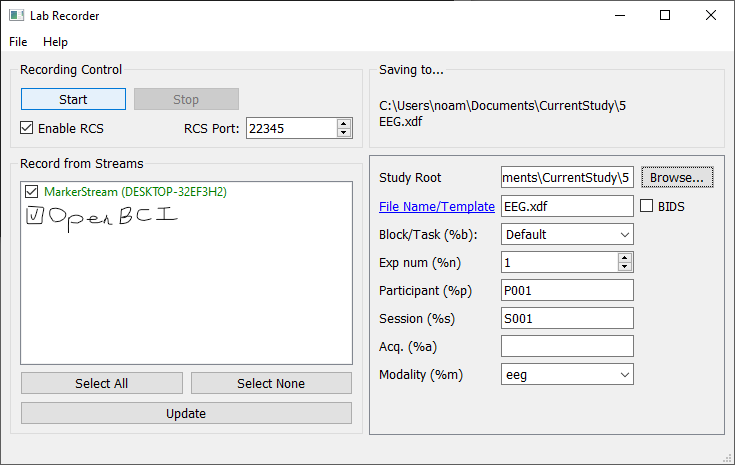 Lab Recorder
File Help
Recording Control
Start Stop
Enable RCS RCS Port: 22345
Record from Streams
MarkerStream (DESKTOP-32EF3H2)
OpenBCI
Select All Select None
Update
Saving to...
C:\Users\noam\Documents\CurrentStudy\5
EEG.xdf
Study Root ments\CurrentStudy\5 Browse...
File Name/Template EEG.xdf BIDS
Block/Task (%b): Default
Exp num (%n) 1
Participant (%p) P001
Session (%s) S001
Acq. (%a)
Modality (%m) eeg